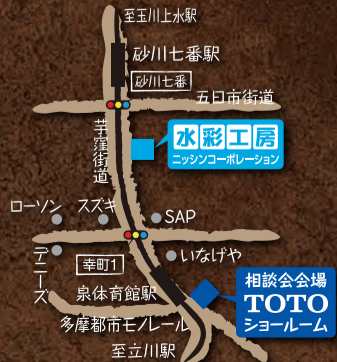 至玉川上水駅
砂川七番駅
砂川七番
五日市街道
芋窪街道
水彩工房
ニッシンコーポレーション
ローソン
スズキ
SAP
デニーズ
幸町1
いなげや
泉体育館駅
相談会会場
TOTO
ショールーム
多摩都市モノレール
至立川駅